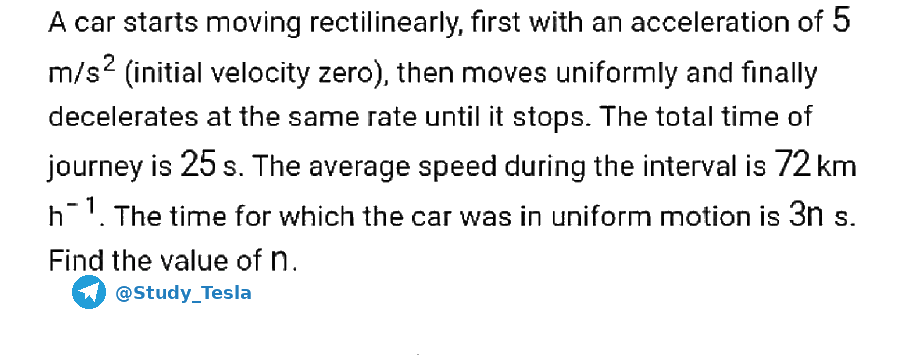 A car starts moving rectilinearly, first with an acceleration of 5
m/s² (initial velocity zero), then moves uniformly and finally
decelerates at the same rate until it stops. The total time of
journey is 25 s. The average speed during the interval is 72 km
h⁻¹. The time for which the car was in uniform motion is 3n s.
Find the value of n.
@Study_Tesla